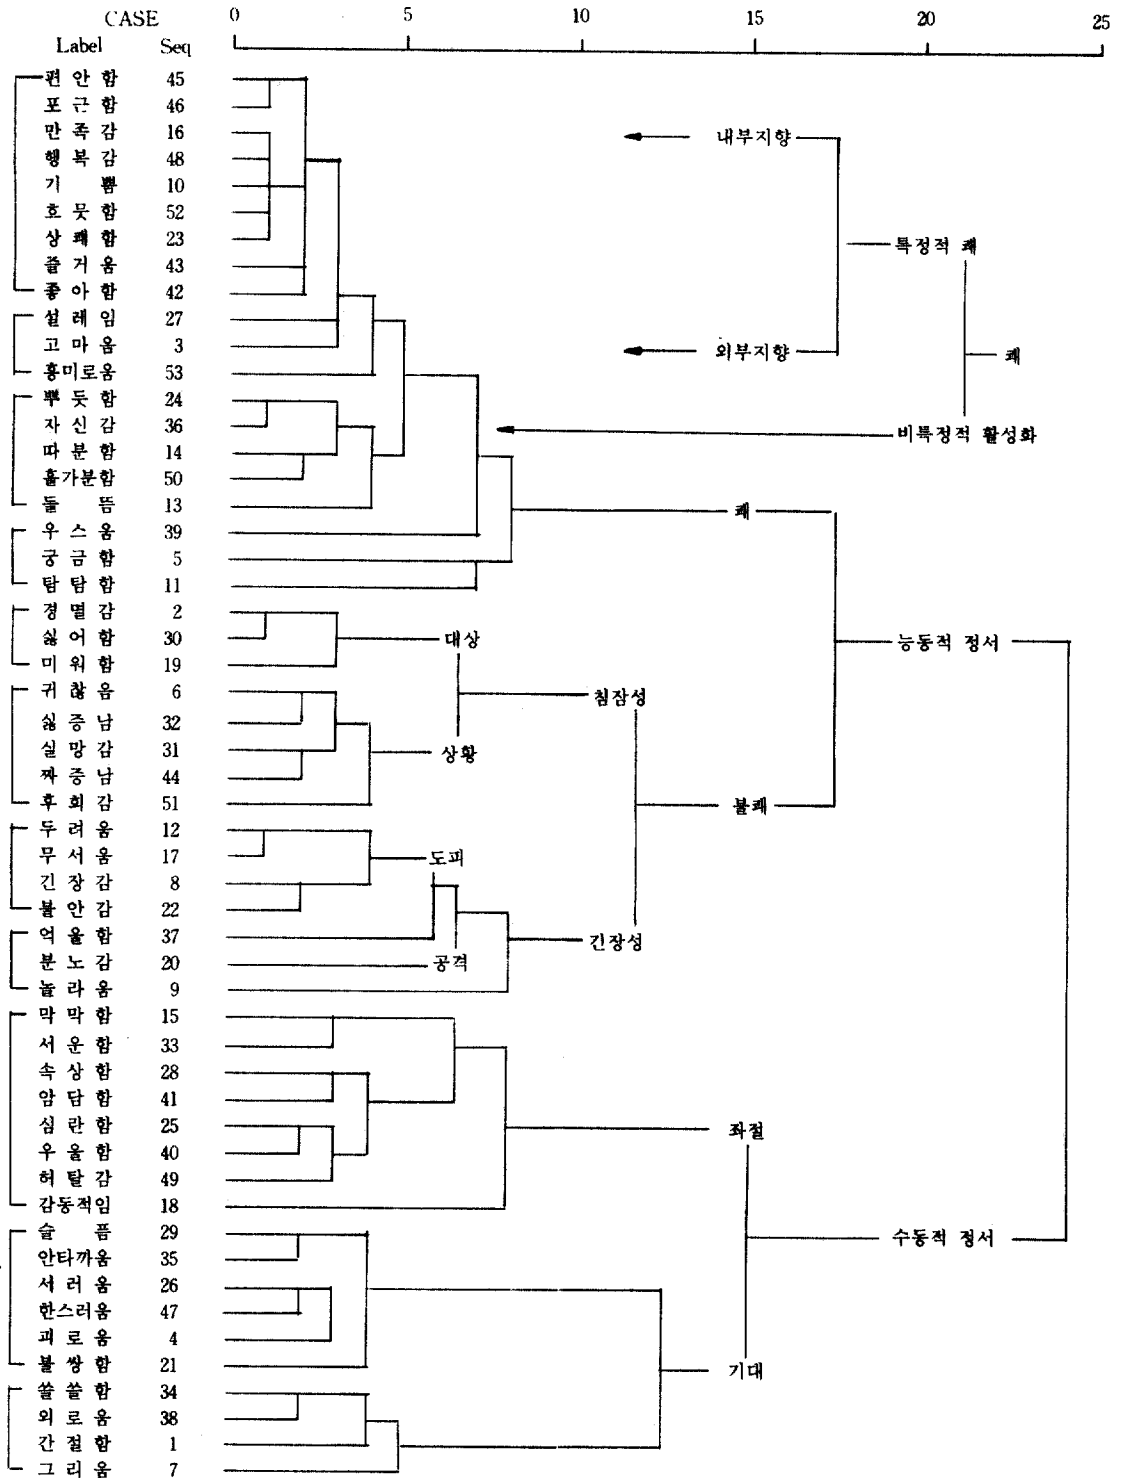 CASE 0 5 10 15 20 25
Label Seq
편안함 45
포근함 46
만족감 16 내부지향
행복감 48
기쁨 10
흐뭇함 52
상쾌함 23 특정적 쾌
즐거움 43
좋아함 42
설레임 27
고마움 3 외부지향 쾌
흥미로움 53
뿌듯함 24
자신감 36 비특정적 활성화
따분함 14
홀가분함 50
들뜸 13 쾌
우스움 39
궁금함 5
탐탐함 11
경멸감 2
싫어함 30 대상 능동적 정서
미워함 19
귀찮음 6 침잠성
싫증남 32
실망감 31 상황
짜증남 44
후회감 51 불쾌
두려움 12
무서움 17 도피
긴장감 8
불안감 22
억울함 37 긴장성
분노감 20 공격
놀라움 9
막막함 15
서운함 33
속상함 28
암담함 41
심란함 25 좌절
우울함 40
허탈감 49
감동적임 18
슬픔 29 수동적 정서
안타까움 35
서러움 26
한스러움 47
괴로움 4
불쌍함 21 기대
쓸쓸함 34
외로움 38
간절함 1
그리움 7